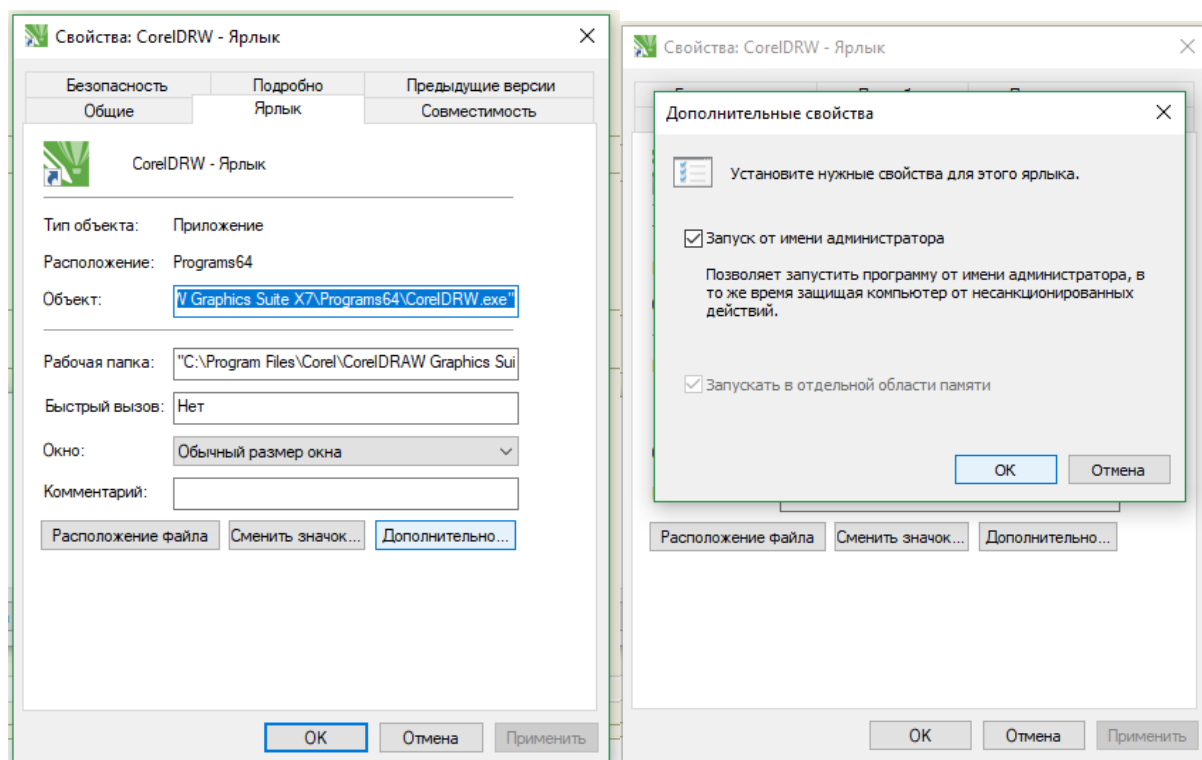 Свойства: CorelDRW - Ярлык
Безопасность Подробно Предыдущие версии
Общие Ярлык Совместимость
CorelDRW - Ярлык
Тип объекта: Приложение
Расположение: Programs64
Объект: W Graphics Suite X7\Programs64\CorelDRW.exe"
Рабочая папка: "C:\Program Files\Corel\CorelDRAW Graphics Sui
Быстрый вызов: Нет
Окно: Обычный размер окна
Комментарий:
Расположение файла Сменить значок... Дополнительно...
OK Отмена Применить
Свойства: CorelDRW - Ярлык
Дополнительные свойства
Установите нужные свойства для этого ярлыка.
Запуск от имени администратора
Позволяет запустить программу от имени администратора, в
то же время защищая компьютер от несанкционированных
действий.
Запускать в отдельной области памяти
OK Отмена
Расположение файла Сменить значок... Дополнительно...
OK Отмена Применить